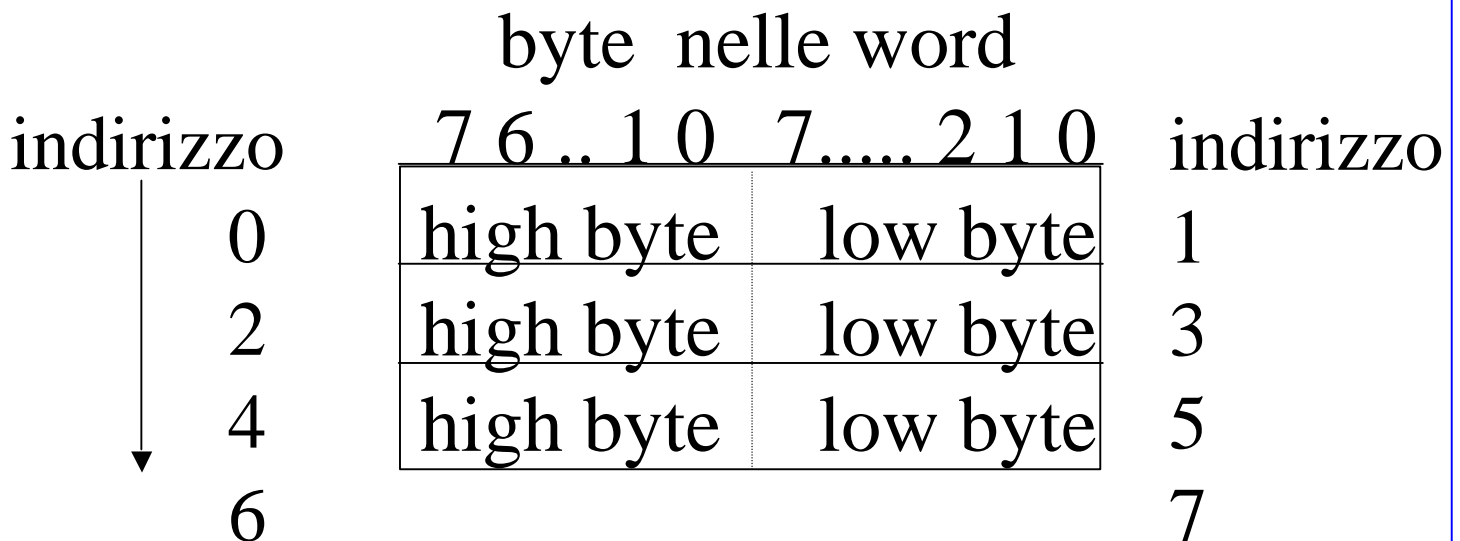 byte nelle word
indirizzo 7 6 .. 1 0 7..... 2 1 0 indirizzo
0 high byte low byte 1
2 high byte low byte 3
4 high byte low byte 5
6 7